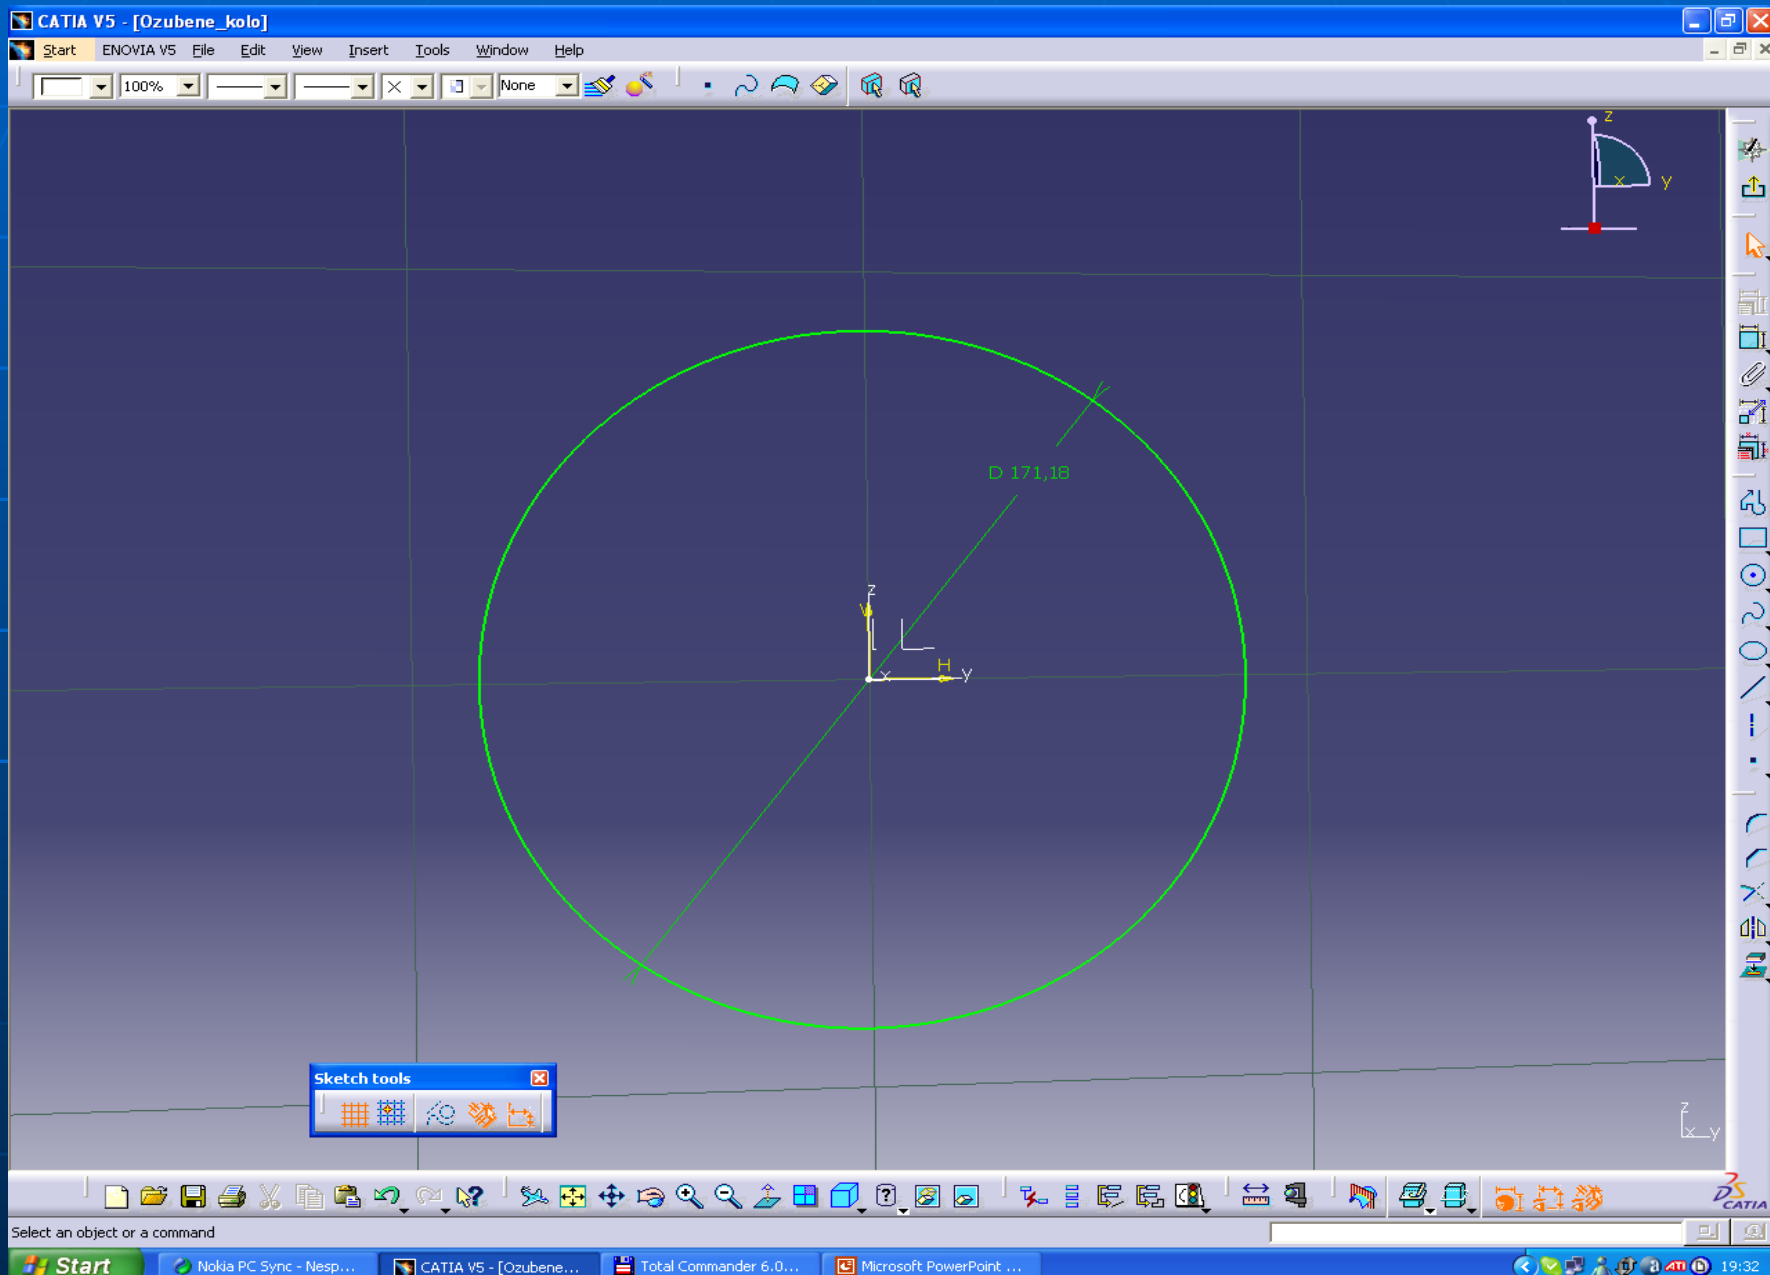 CATIA V5 - [Ozubene_kolo]
Start ENOVIA V5 File Edit View Insert Tools Window Help
100% None
z
x y
D 171,18
z
V
H
x y
Sketch tools
z
x y
CATIA
Select an object or a command
Start Nokia PC Sync - Nesp... CATIA V5 - [Ozubene... Total Commander 6.0... Microsoft PowerPoint ... 19:32